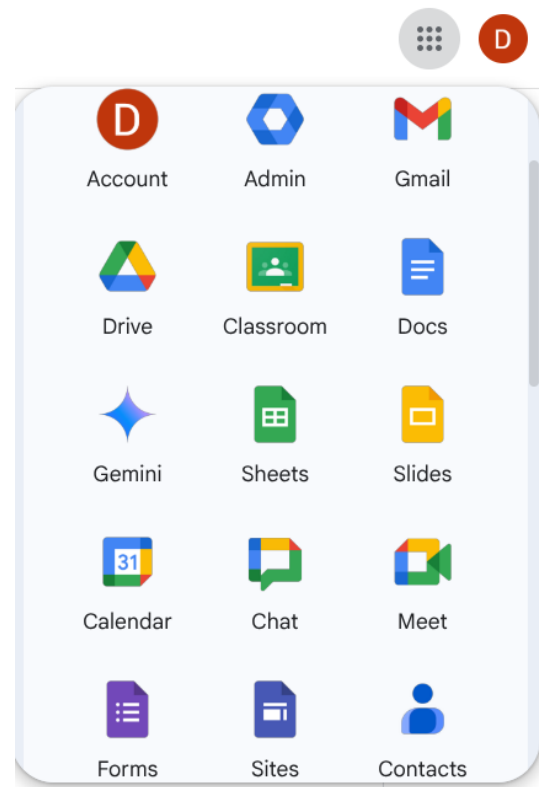 D
D
Account Admin Gmail
Drive Classroom Docs
Gemini Sheets Slides
31
Calendar Chat Meet
Forms Sites Contacts